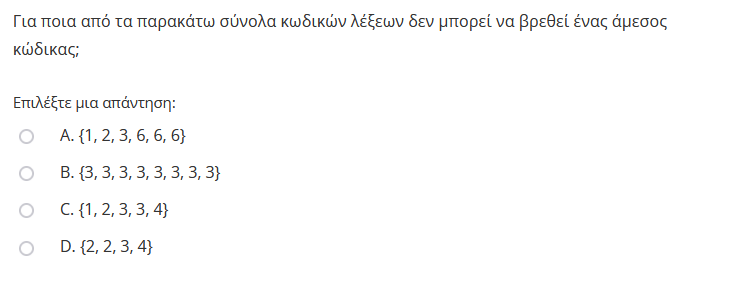 Για ποια από τα παρακάτω σύνολα κωδικών λέξεων δεν μπορεί να βρεθεί ένας άμεσος
κώδικας;
Επιλέξτε μια απάντηση:
A. {1, 2, 3, 6, 6, 6}
B. {3, 3, 3, 3, 3, 3, 3, 3}
C. {1, 2, 3, 3, 4}
D. {2, 2, 3, 4}